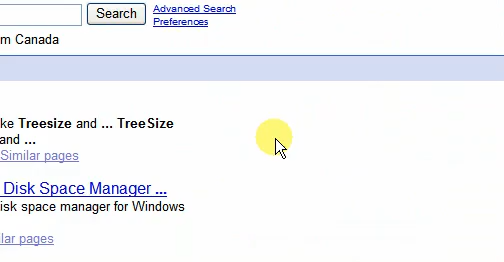 Search
Advanced Search
Preferences
m Canada
ke Treesize and ... TreeSize
and ...
Similar pages
Disk Space Manager ...
isk space manager for Windows
ilar pages